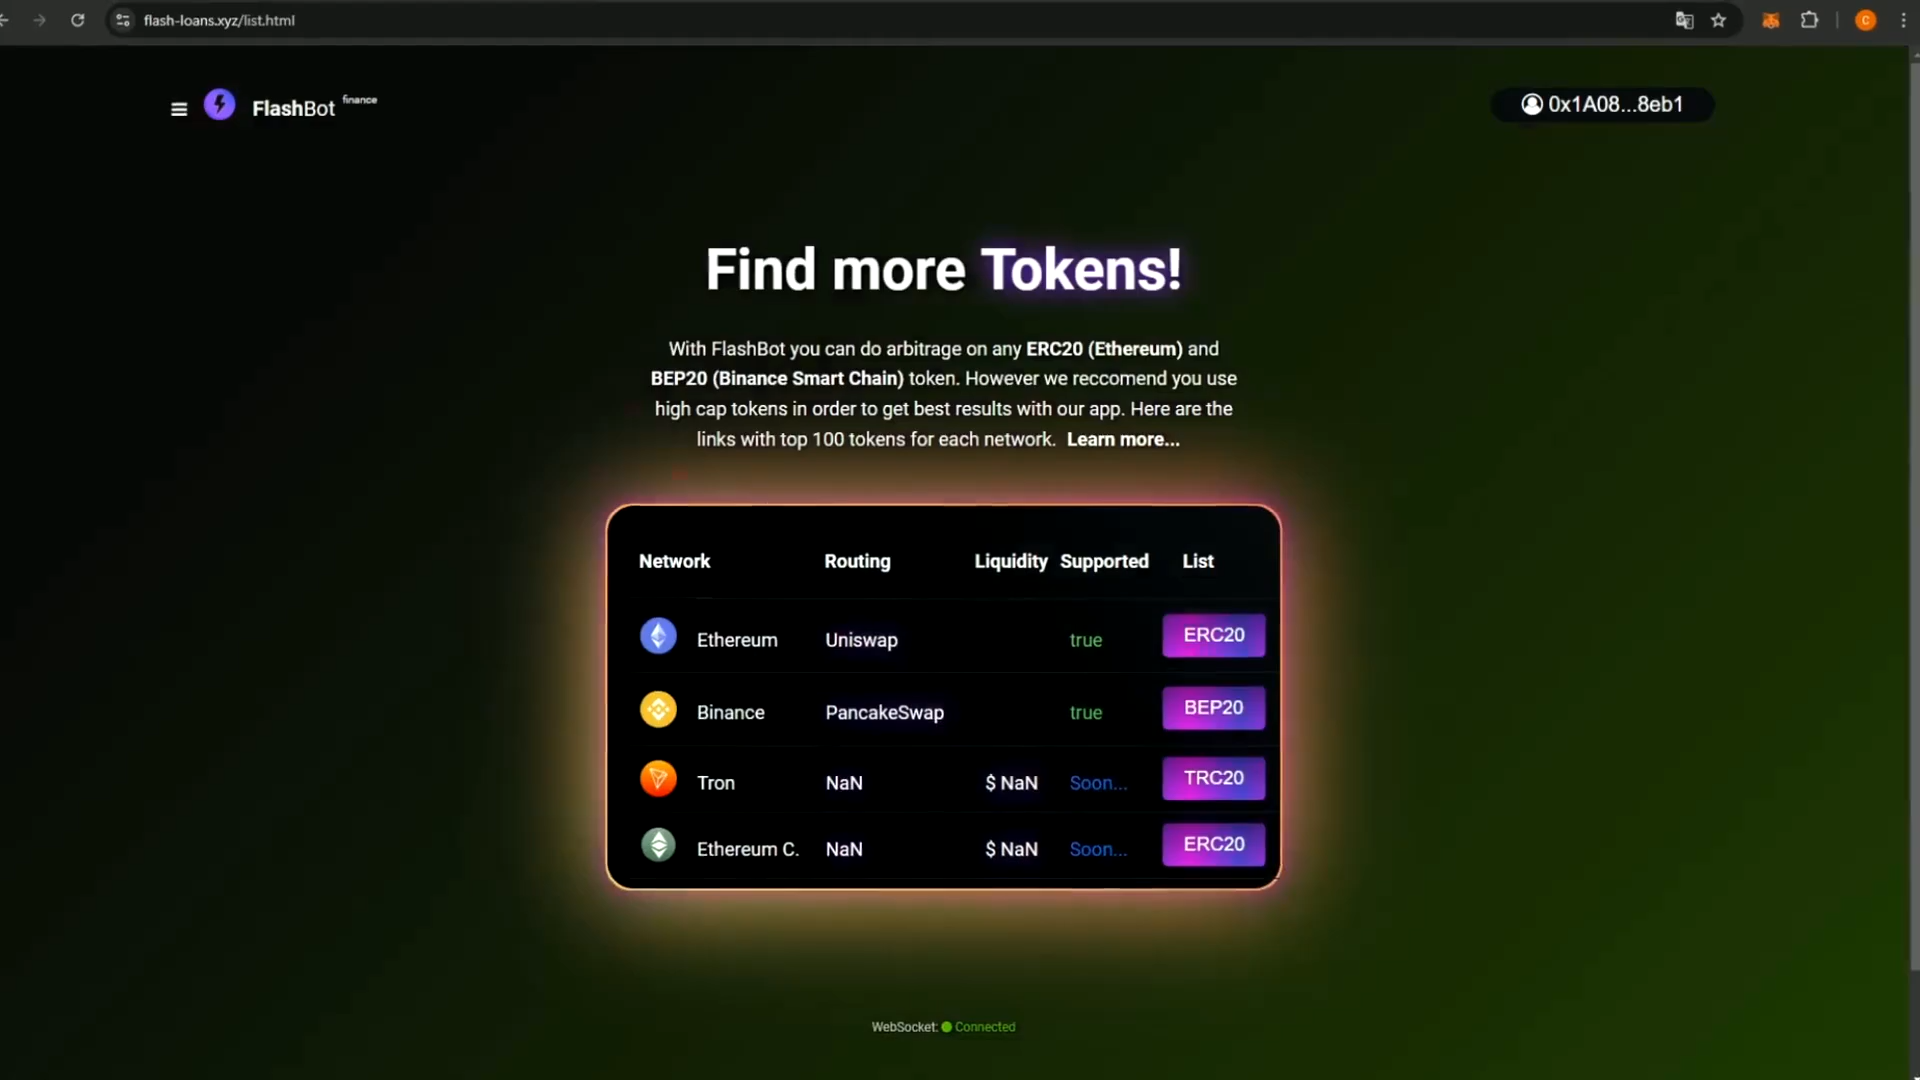 flash-loans.xyz/list.html
C
FlashBot finance
0x1A08...8eb1
Find more Tokens!
With FlashBot you can do arbitrage on any ERC20 (Ethereum) and
BEP20 (Binance Smart Chain) token. However we reccomend you use
high cap tokens in order to get best results with our app. Here are the
links with top 100 tokens for each network. Learn more...
Network Routing Liquidity Supported List
Ethereum Uniswap true ERC20
Binance PancakeSwap true BEP20
Tron NaN $ NaN Soon... TRC20
Ethereum C. NaN $ NaN Soon... ERC20
WebSocket: Connected